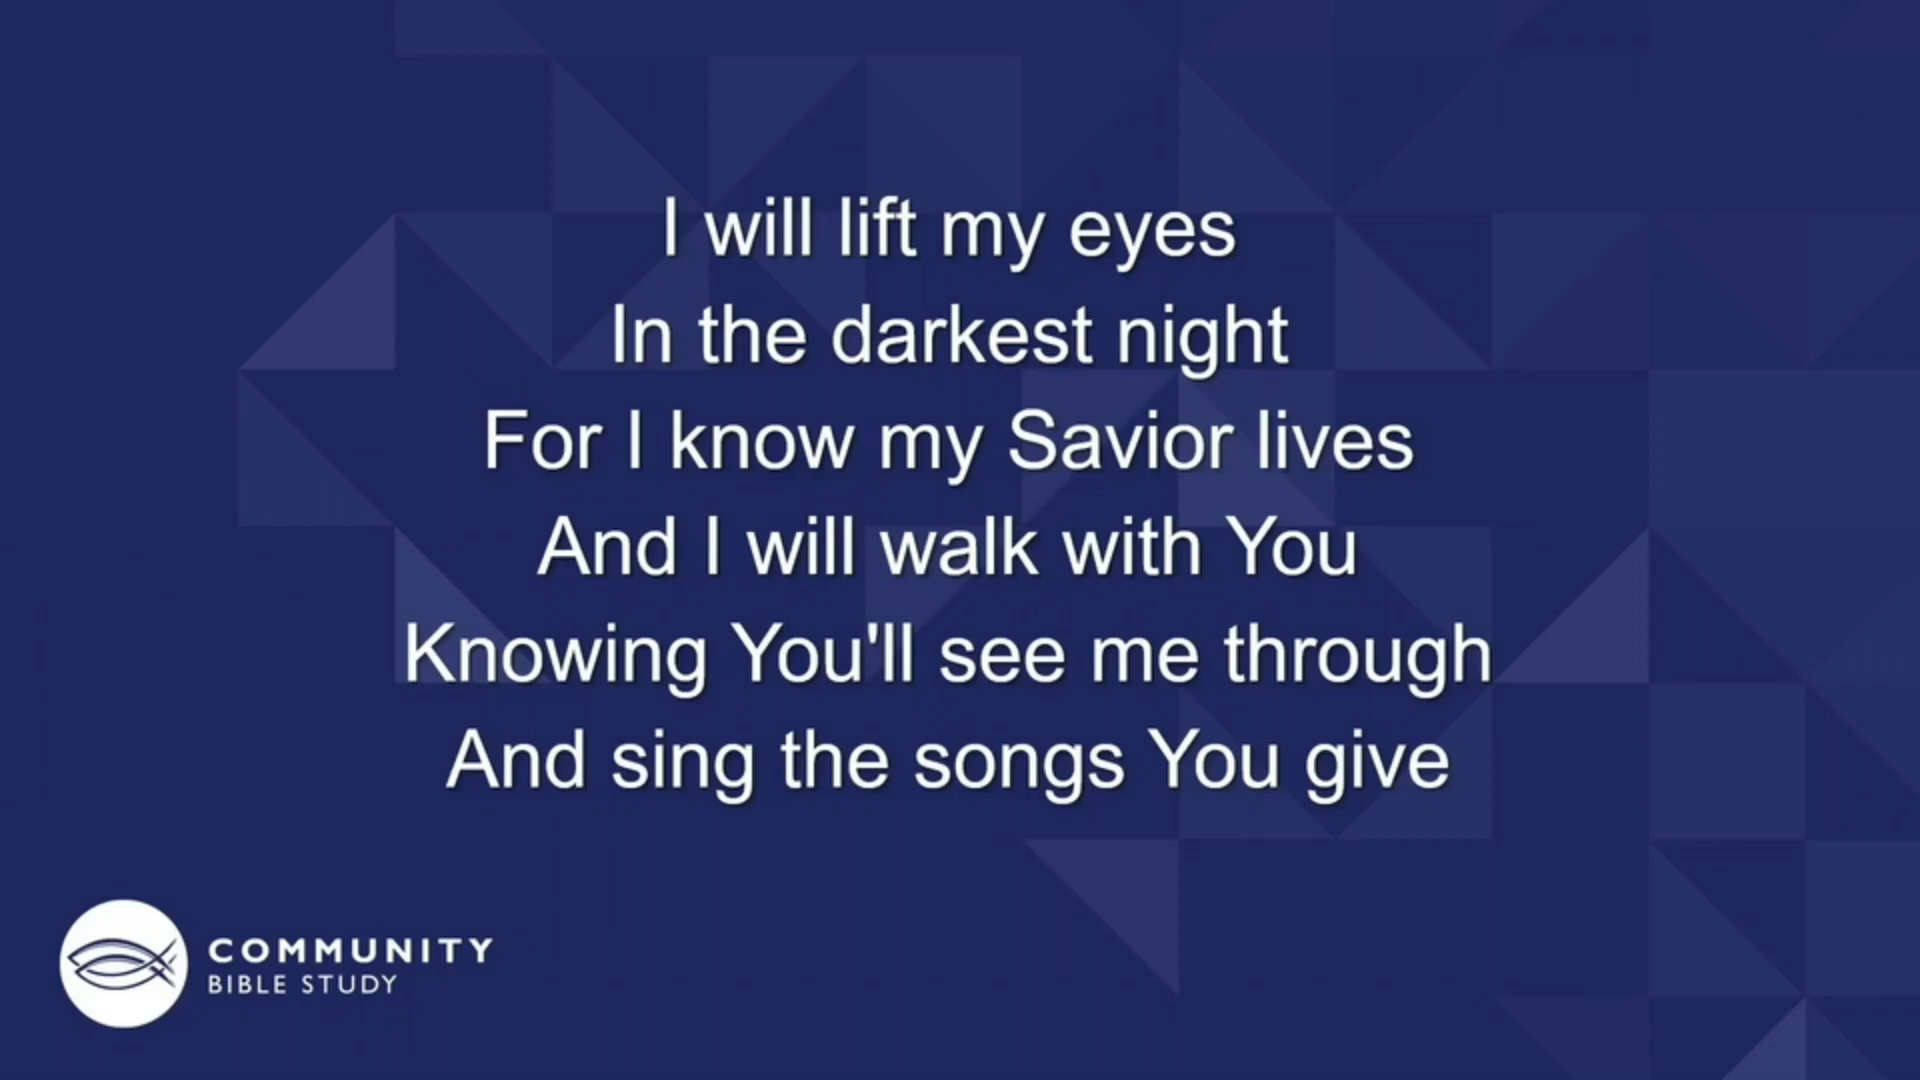 I will lift my eyes
In the darkest night
For I know my Savior lives
And I will walk with You
Knowing You'll see me through
And sing the songs You give
COMMUNITY
BIBLE STUDY